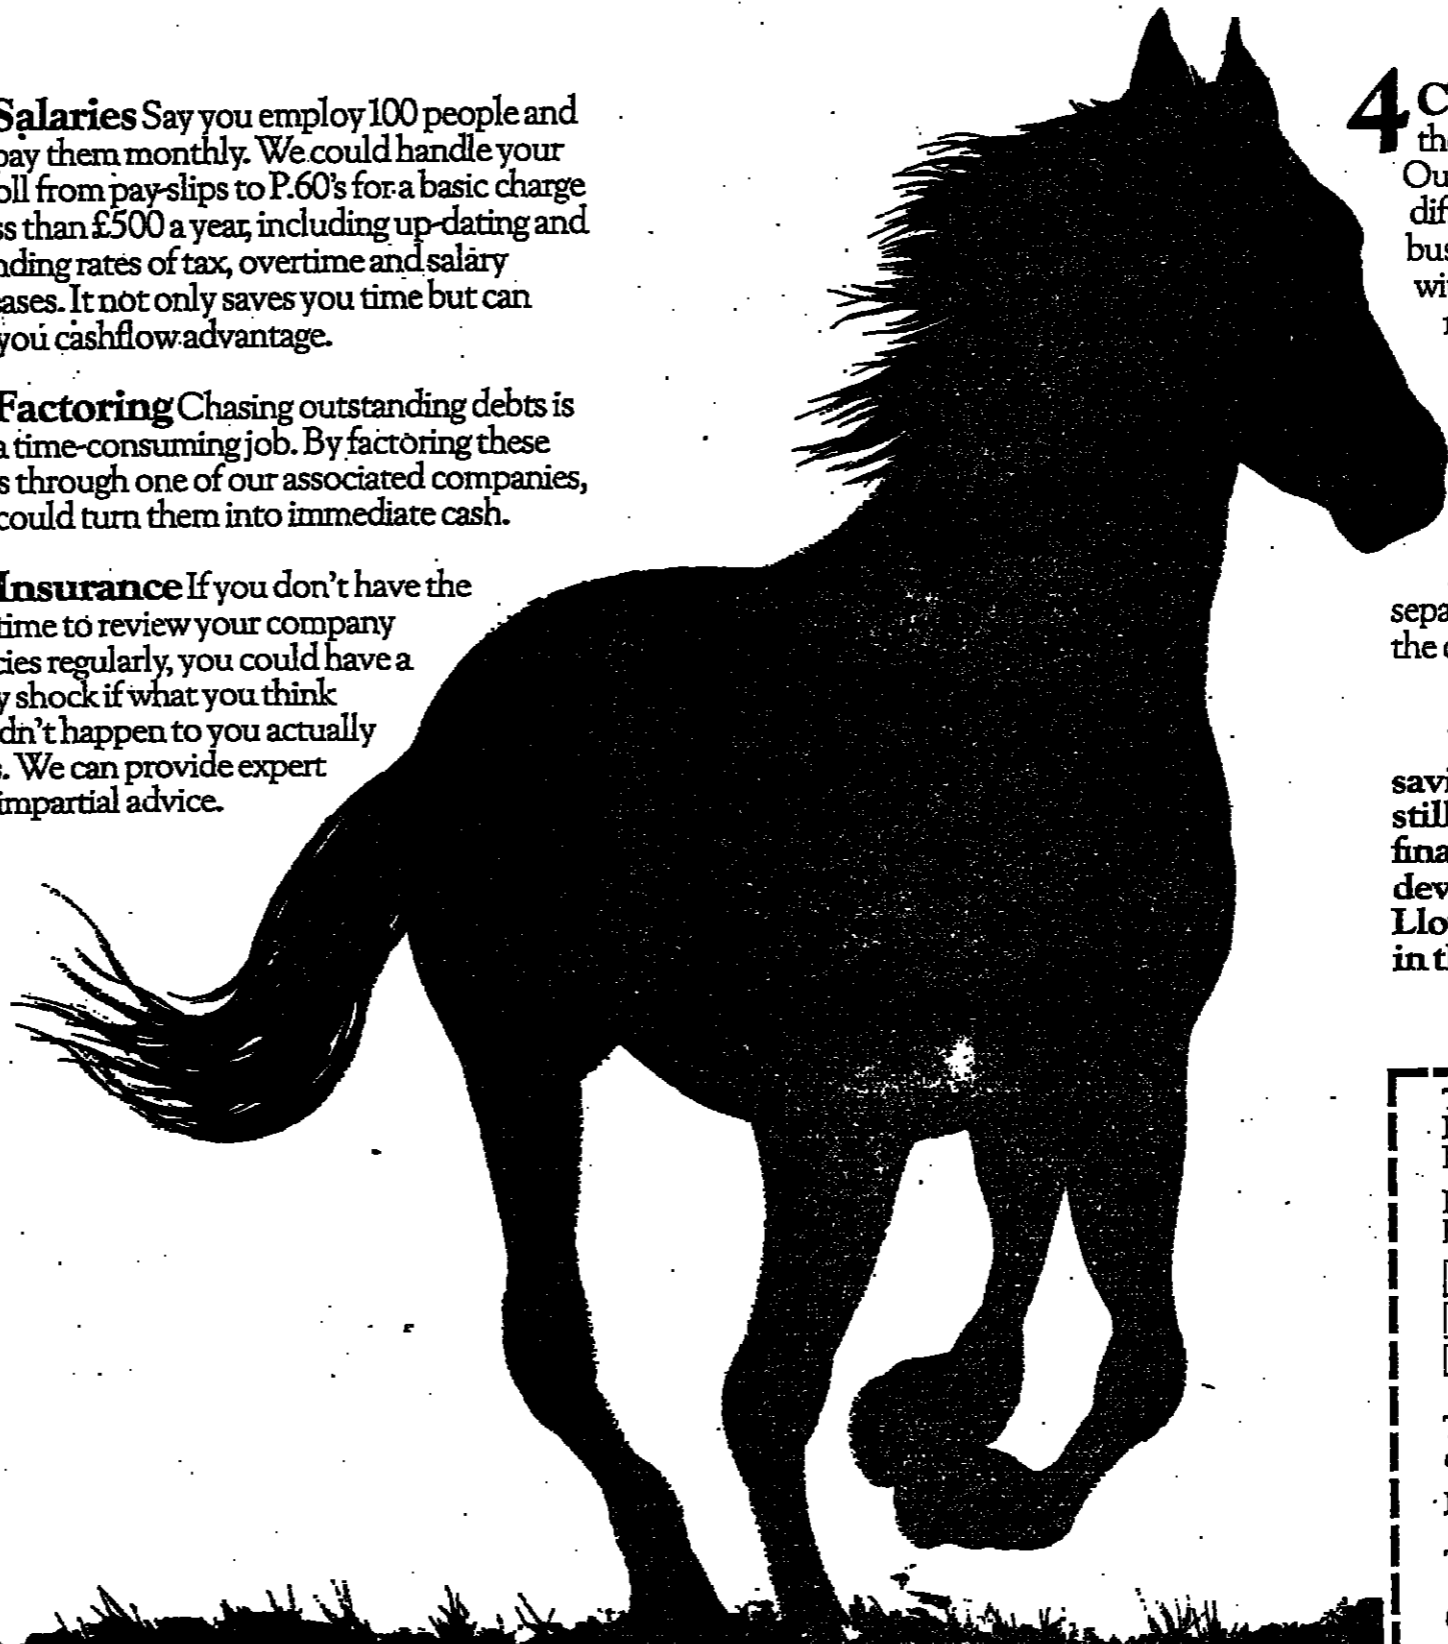 Salaries Say you employ 100 people and
pay them monthly. We could handle your
oll from pay-slips to P.60's for a basic charge
ss than £500 a year, including up-dating and
nding rates of tax, overtime and salary
eases. It not only saves you time but can
you cashflow advantage.
Factoring Chasing outstanding debts is
a time-consuming job. By factoring these
s through one of our associated companies,
could turn them into immediate cash.
Insurance If you don't have the
time to review your company
cies regularly, you could have a
y shock if what you think
dn't happen to you actually
s. We can provide expert
impartial advice.
4 C
the
Ou
dif
bus
wi
sepa
the
savi
still
fina
dev
Llo
in t